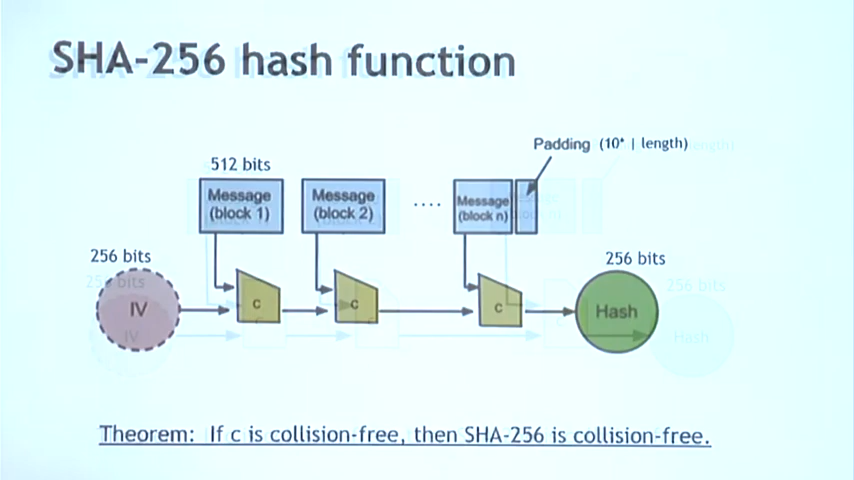 SHA-256 hash function
Padding (10* | length)
512 bits
Message
(block 1)
Message
(block 2)
....
Message
(block n)
256 bits
256 bits
IV
c
c
c
Hash
Theorem: If c is collision-free, then SHA-256 is collision-free.